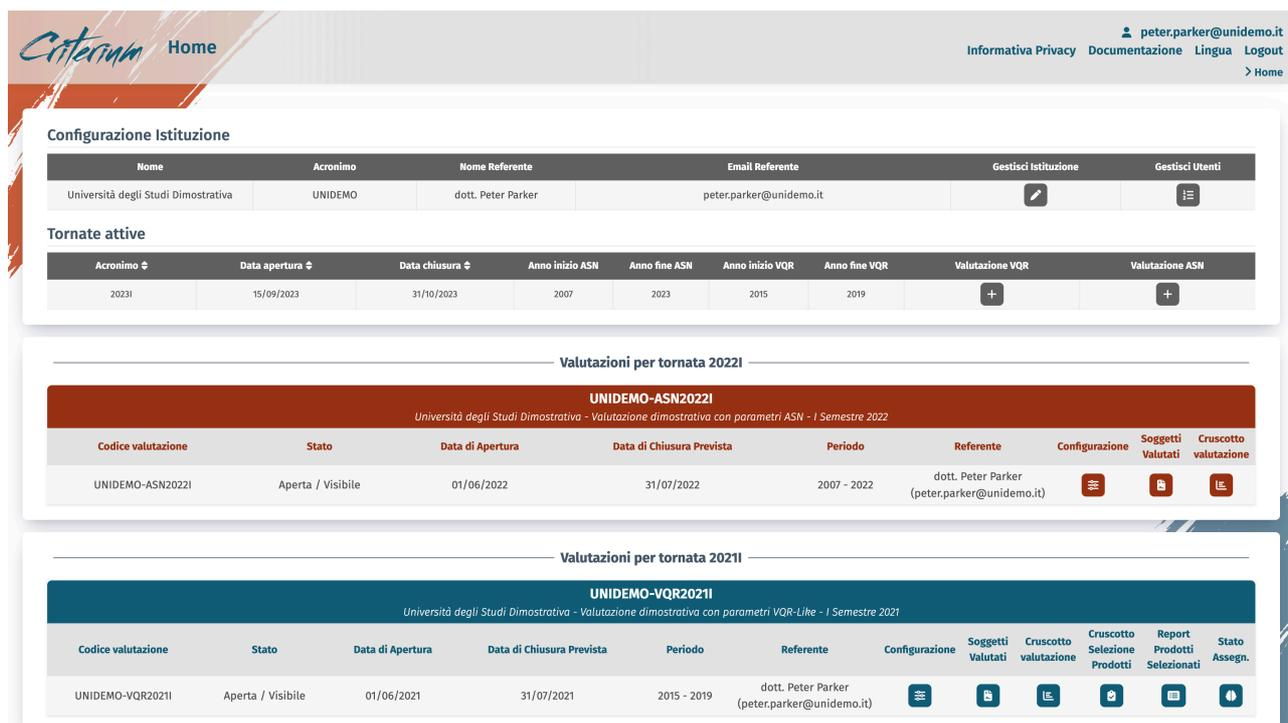 Criterium Home
peter.parker@unidemo.it
Informativa Privacy Documentazione Lingua Logout
Home
Configurazione Istituzione
Nome Acronimo Nome Referente Email Referente Gestisci Istituzione Gestisci Utenti
Università degli Studi Dimostrativa UNIDEMO dott. Peter Parker peter.parker@unidemo.it
Tornate attive
Acronimo Data apertura Data chiusura Anno inizio ASN Anno fine ASN Anno inizio VQR Anno fine VQR Valutazione VQR Valutazione ASN
2023I 15/09/2023 31/10/2023 2007 2023 2015 2019
Valutazioni per tornata 2022I
UNIDEMO-ASN2022I
Università degli Studi Dimostrativa - Valutazione dimostrativa con parametri ASN - I Semestre 2022
Codice valutazione Stato Data di Apertura Data di Chiusura Prevista Periodo Referente Configurazione Soggetti Valutati Cruscotto valutazione
UNIDEMO-ASN2022I Aperta / Visibile 01/06/2022 31/07/2022 2007 - 2022 dott. Peter Parker (peter.parker@unidemo.it)
Valutazioni per tornata 2021I
UNIDEMO-VQR2021I
Università degli Studi Dimostrativa - Valutazione dimostrativa con parametri VQR-Like - I Semestre 2021
Codice valutazione Stato Data di Apertura Data di Chiusura Prevista Periodo Referente Configurazione Soggetti Valutati Cruscotto valutazione Cruscotto Selezione Prodotti Report Prodotti Selezionati Stato Assegn.
UNIDEMO-VQR2021I Aperta / Visibile 01/06/2021 31/07/2021 2015 - 2019 dott. Peter Parker (peter.parker@unidemo.it)